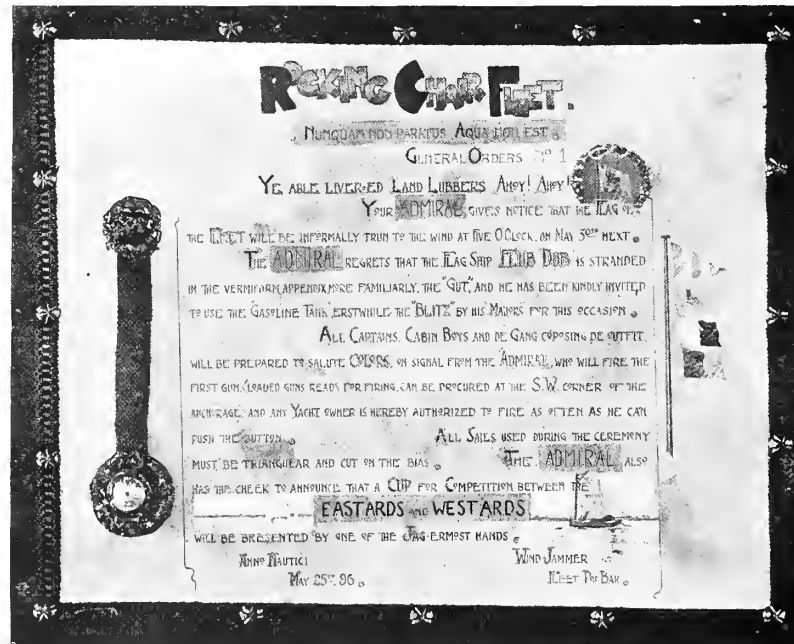 ROCKING CHAIR FLEET.
NUMQUAM NON PARATUS AQUA NON EST.
GENERAL ORDERS Nº 1
YE ABLE LIVER-ED LAND LUBBERS AHOY! AHOY!
YOUR ADMIRAL, GIVES NOTICE THAT THE FLAG OF
THE FLEET WILL BE INFORMALLY TRUN TO THE WIND AT FIVE O'CLOCK, ON MAY 30TH NEXT.
THE ADMIRAL REGRETS THAT THE FLAG SHIP FLUB DUB IS STRANDED
IN THE VERMIFORM APPENDIX, MORE FAMILIARLY, THE "GUT," AND HE HAS BEEN KINDLY INVITED
TO USE THE "GASOLINE TANK," ERSTWHILE THE "BLITZ" BY HIS MAJORS FOR THIS OCCASION.
ALL CAPTAINS, CABIN BOYS AND DE GANG COPOSING DE OUTFIT,
WILL BE PREPARED TO SALUTE COLORS, ON SIGNAL FROM THE ADMIRAL, WHO WILL FIRE THE
FIRST GUN, (LOADED GUNS READY FOR FIRING, CAN BE PROCURED AT THE S.W. CORNER OF THE
ANCHORAGE, AND ANY YACHT OWNER IS HEREBY AUTHORIZED TO FIRE AS OFTEN AS HE CAN
PUSH THE BUTTON. ALL SAILS USED DURING THE CEREMONY
MUST BE TRIANGULAR AND CUT ON THE BIAS. THE ADMIRAL ALSO
HAS THE CHECK TO ANNOUNCE THAT A CUP FOR COMPETITION BETWEEN THE
EASTARDS AND WESTARDS
WILL BE PRESENTED BY ONE OF THE JAG-ERMOST HANDS.
ANNO NAUTICI WIND JAMMER
MAY 25TH, 96. FLEET